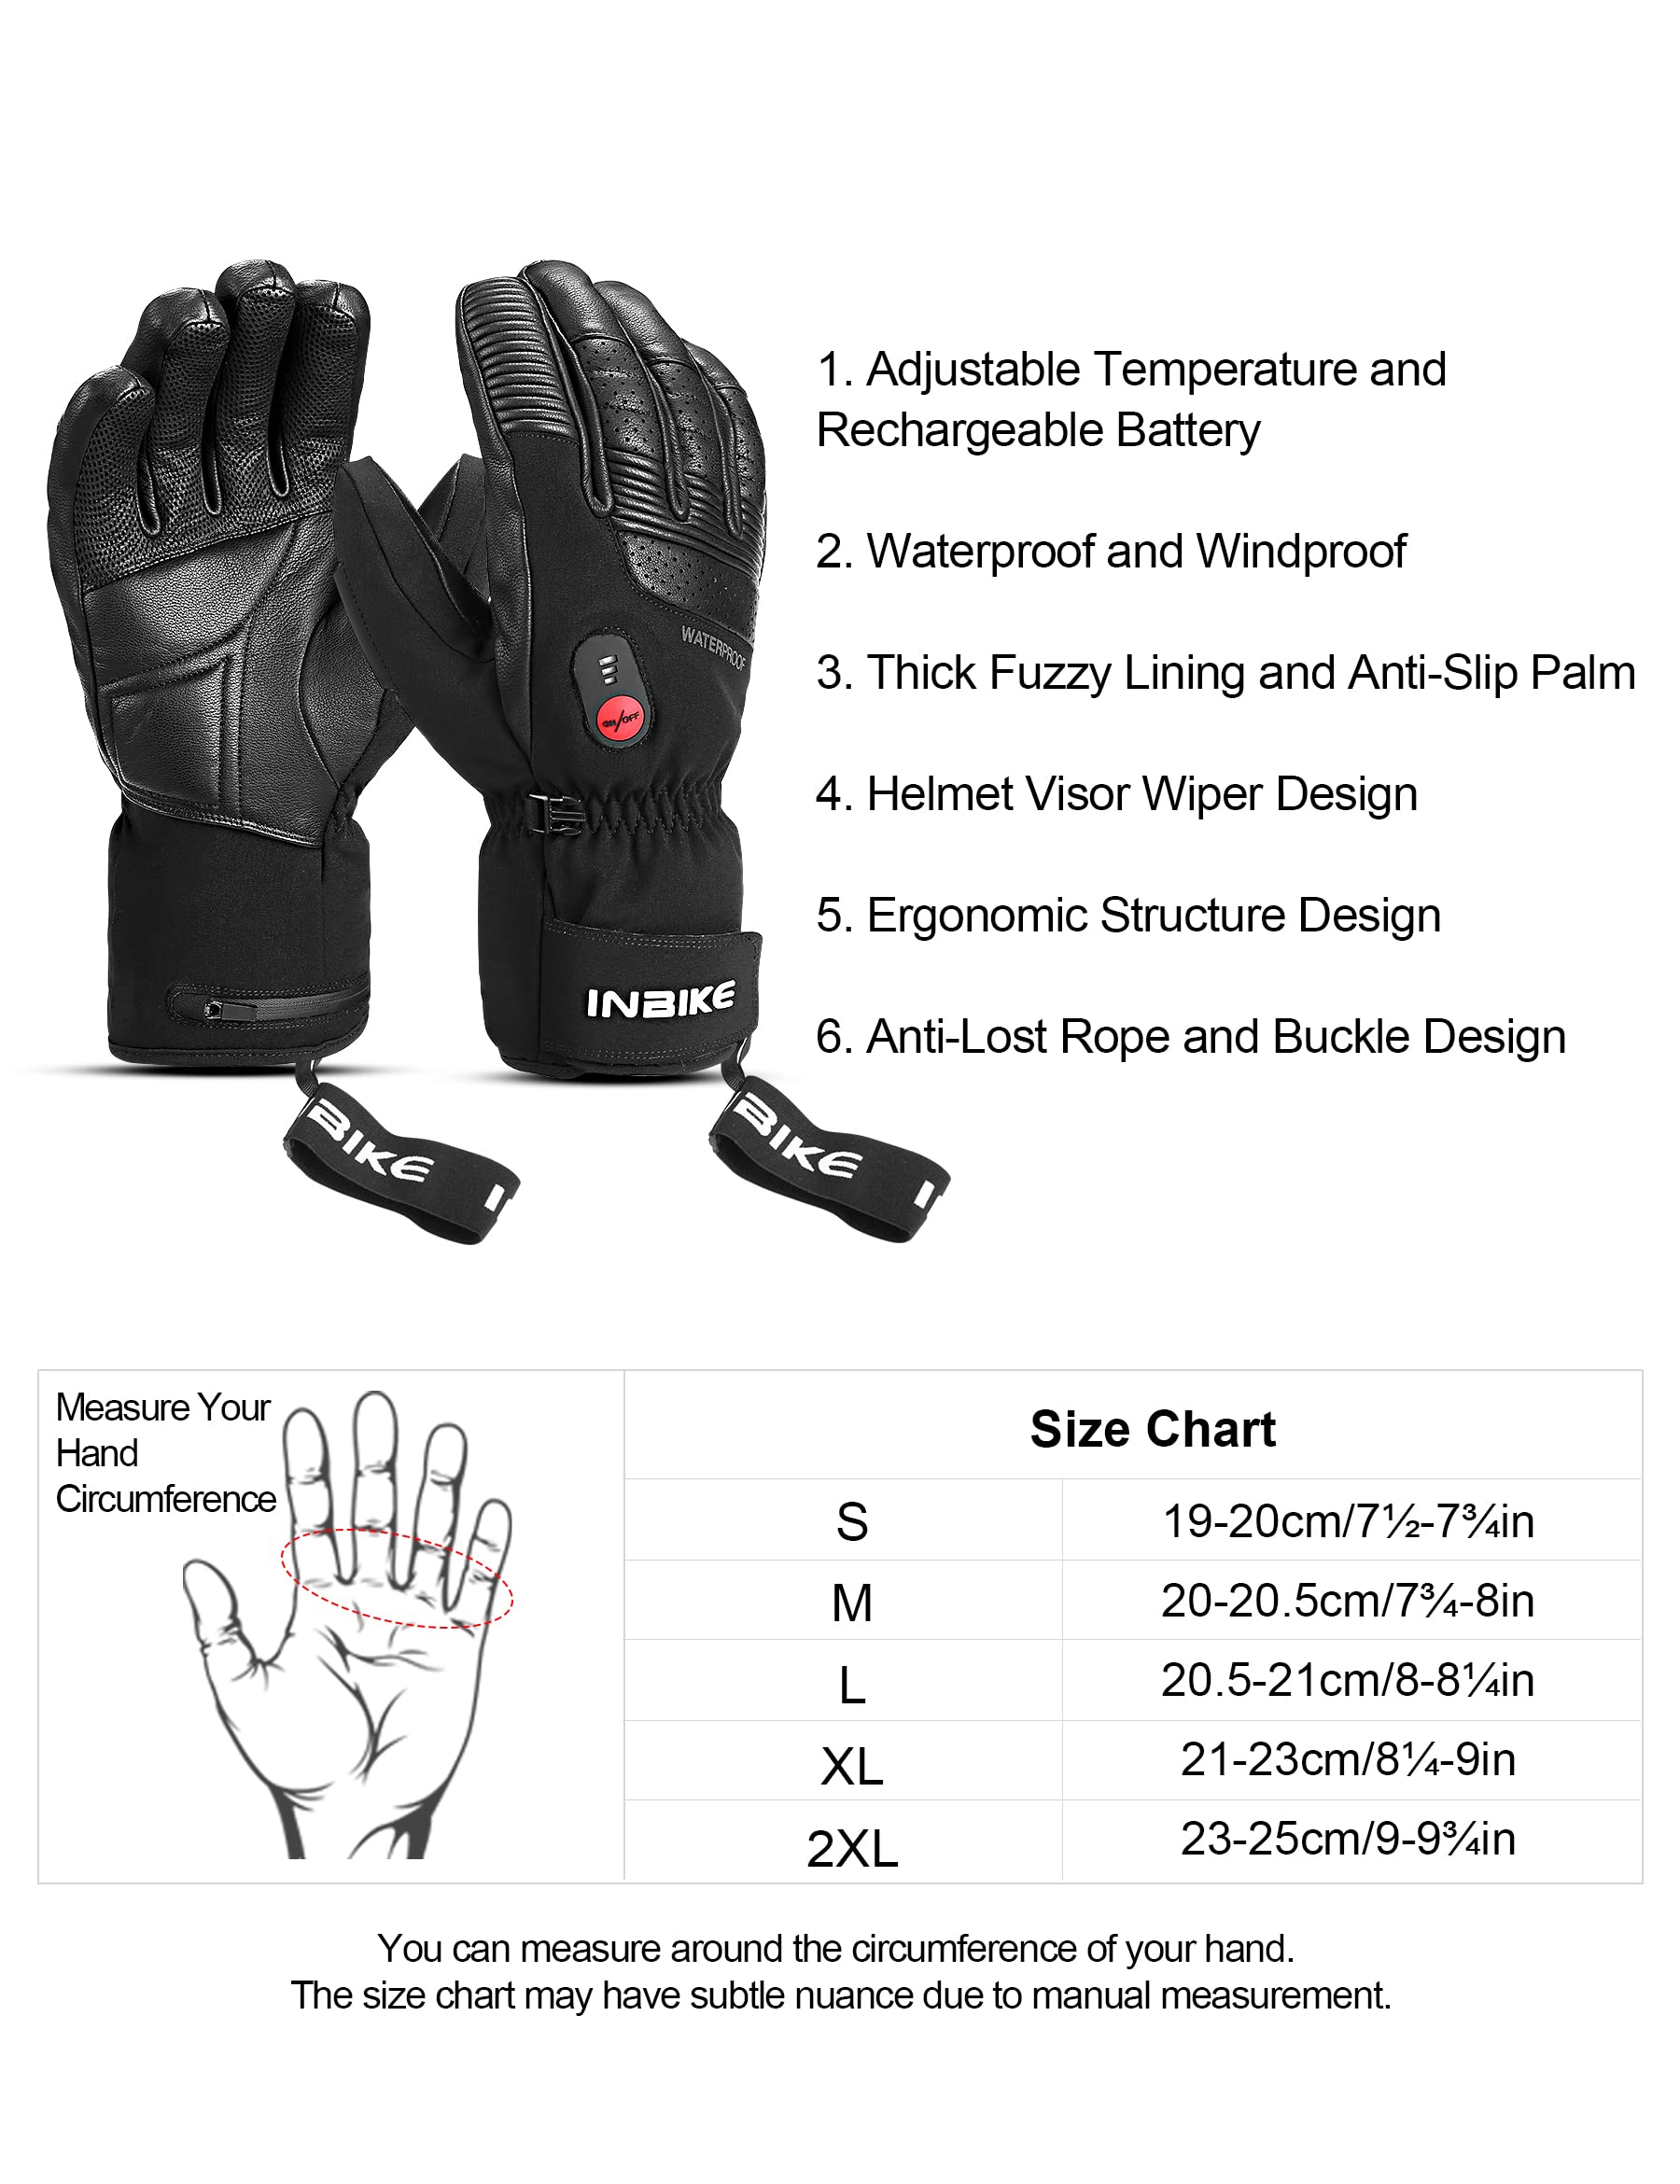 1. Adjustable Temperature and
Rechargeable Battery
2. Waterproof and Windproof
3. Thick Fuzzy Lining and Anti-Slip Palm
4. Helmet Visor Wiper Design
5. Ergonomic Structure Design
6. Anti-Lost Rope and Buckle Design
WATERPROOF
ON/OFF
INBIKE
BIKE I
BIKE I
Measure Your
Hand
Circumference
Size Chart
S 19-20cm/7½-7¾in
M 20-20.5cm/7¾-8in
L 20.5-21cm/8-8¼in
XL 21-23cm/8¼-9in
2XL 23-25cm/9-9¾in
You can measure around the circumference of your hand.
The size chart may have subtle nuance due to manual measurement.